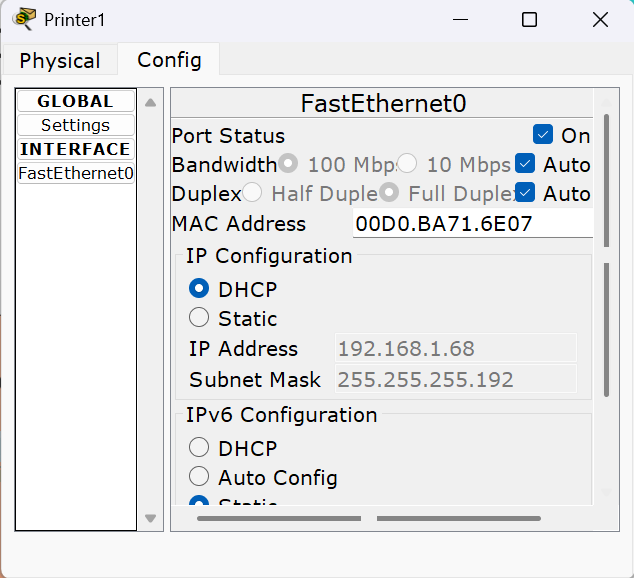 Printer1
Physical Config
GLOBAL
Settings
INTERFACE
FastEthernet0
FastEthernet0
Port Status On
Bandwidth 100 Mbp 10 Mbps Auto
Duplex Half Duple Full Duplex Auto
MAC Address 00D0.BA71.6E07
IP Configuration
DHCP
Static
IP Address 192.168.1.68
Subnet Mask 255.255.255.192
IPv6 Configuration
DHCP
Auto Config
Static